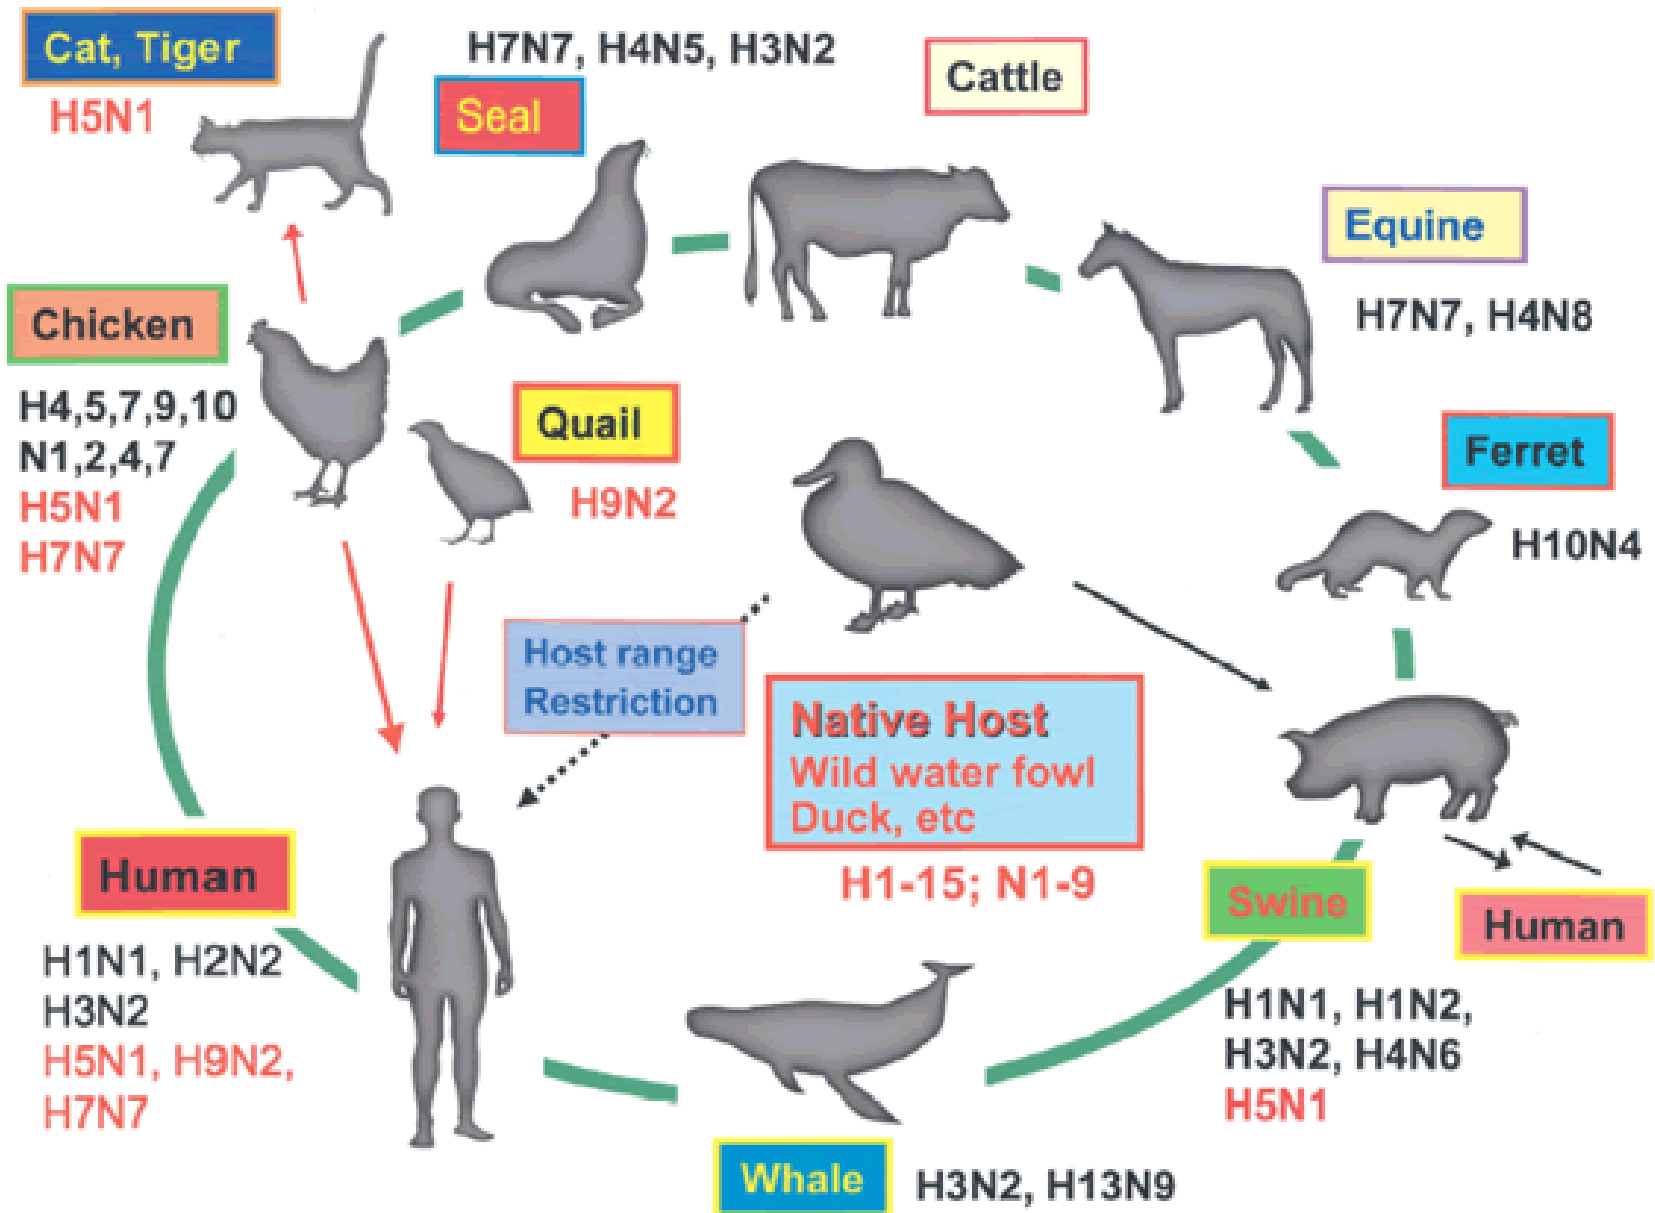 Cat, Tiger
H5N1
H7N7, H4N5, H3N2
Seal
Cattle
Equine
H7N7, H4N8
Chicken
H4,5,7,9,10
N1,2,4,7
H5N1
H7N7
Quail
H9N2
Ferret
H10N4
Host range
Restriction
Native Host
Wild water fowl
Duck, etc
H1-15; N1-9
Human
H1N1, H2N2
H3N2
H5N1, H9N2,
H7N7
Swine
Human
H1N1, H1N2,
H3N2, H4N6
H5N1
Whale
H3N2, H13N9